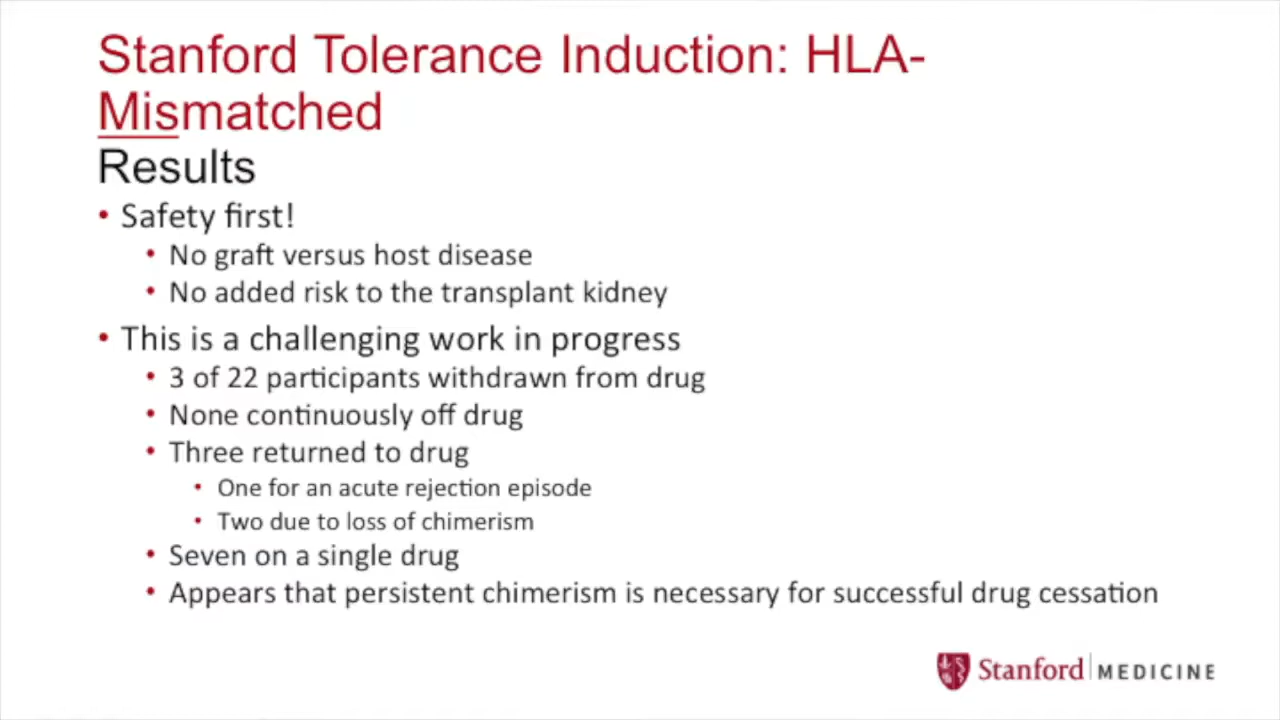 Stanford Tolerance Induction: HLA-
Mismatched
Results
• Safety first!
• No graft versus host disease
• No added risk to the transplant kidney
• This is a challenging work in progress
• 3 of 22 participants withdrawn from drug
• None continuously off drug
• Three returned to drug
• One for an acute rejection episode
• Two due to loss of chimerism
• Seven on a single drug
• Appears that persistent chimerism is necessary for successful drug cessation
Stanford MEDICINE